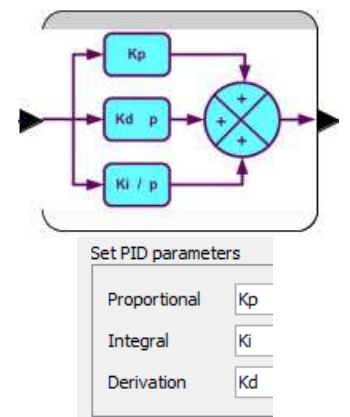 Kp
+
Kd p
+
+
+
Ki / p
Set PID parameters
Proportional Kp
Integral Ki
Derivation Kd